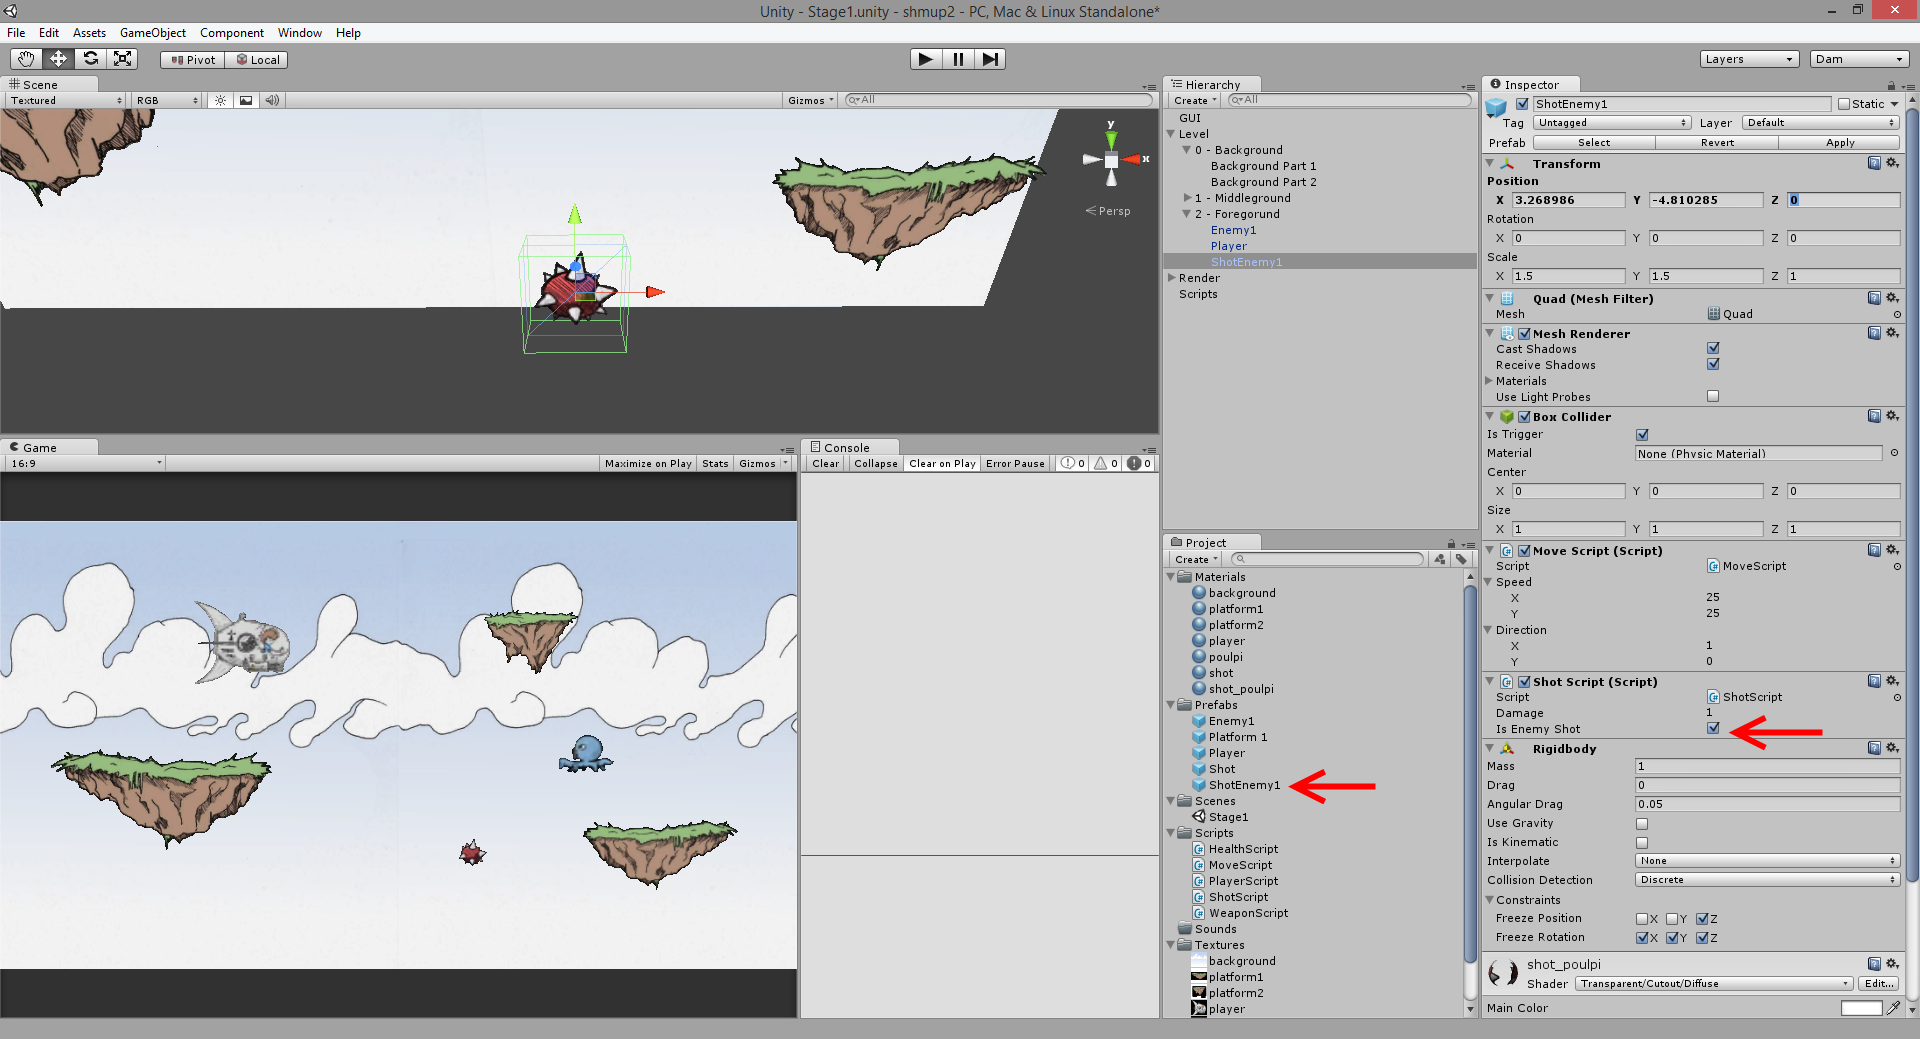 Unity - Stage1.unity - shmup2 - PC, Mac & Linux Standalone*
File Edit Assets GameObject Component Window Help
Pivot Local Layers Dam
Scene
Textured RGB Gizmos All
y
x
Persp
Game
16:9 Maximize on Play Stats Gizmos
Console
Clear Collapse Clear on Play Error Pause 0 0 0
Hierarchy
Create All
GUI
Level
0 - Background
Background Part 1
Background Part 2
1 - Middleground
2 - Foregorund
Enemy1
Player
ShotEnemy1
Render
Scripts
Project
Create
Materials
background
platform1
platform2
player
poulpi
shot
shot_poulpi
Prefabs
Enemy1
Platform 1
Player
Shot
ShotEnemy1
Scenes
Stage1
Scripts
HealthScript
MoveScript
PlayerScript
ShotScript
WeaponScript
Sounds
Textures
background
platform1
platform2
player
Inspector
ShotEnemy1 Static
Tag Untagged Layer Default
Prefab Select Revert Apply
Transform
Position
X 3.268986 Y -4.810285 Z 0
Rotation
X 0 Y 0 Z 0
Scale
X 1.5 Y 1.5 Z 1
Quad (Mesh Filter)
Mesh Quad
Mesh Renderer
Cast Shadows
Receive Shadows
Materials
Use Light Probes
Box Collider
Is Trigger
Material None (Physic Material)
Center
X 0 Y 0 Z 0
Size
X 1 Y 1 Z 1
Move Script (Script)
Script MoveScript
Speed
X 25
Y 25
Direction
X 1
Y 0
Shot Script (Script)
Script ShotScript
Damage 1
Is Enemy Shot
Rigidbody
Mass 1
Drag 0
Angular Drag 0.05
Use Gravity
Is Kinematic
Interpolate None
Collision Detection Discrete
Constraints
Freeze Position X Y Z
Freeze Rotation X Y Z
shot_poulpi
Shader Transparent/Cutout/Diffuse Edit...
Main Color